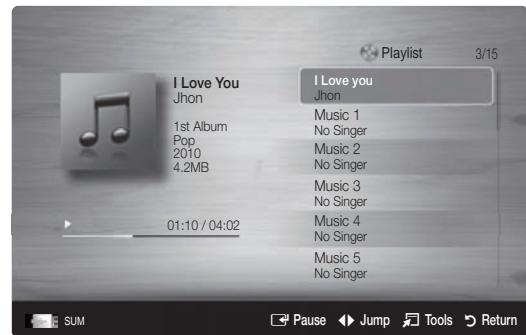 Playlist 3/15
I Love You
Jhon
1st Album
Pop
2010
4.2MB
01:10 / 04:02
I Love you
Jhon
Music 1
No Singer
Music 2
No Singer
Music 3
No Singer
Music 4
No Singer
Music 5
No Singer
SUM Pause Jump Tools Return